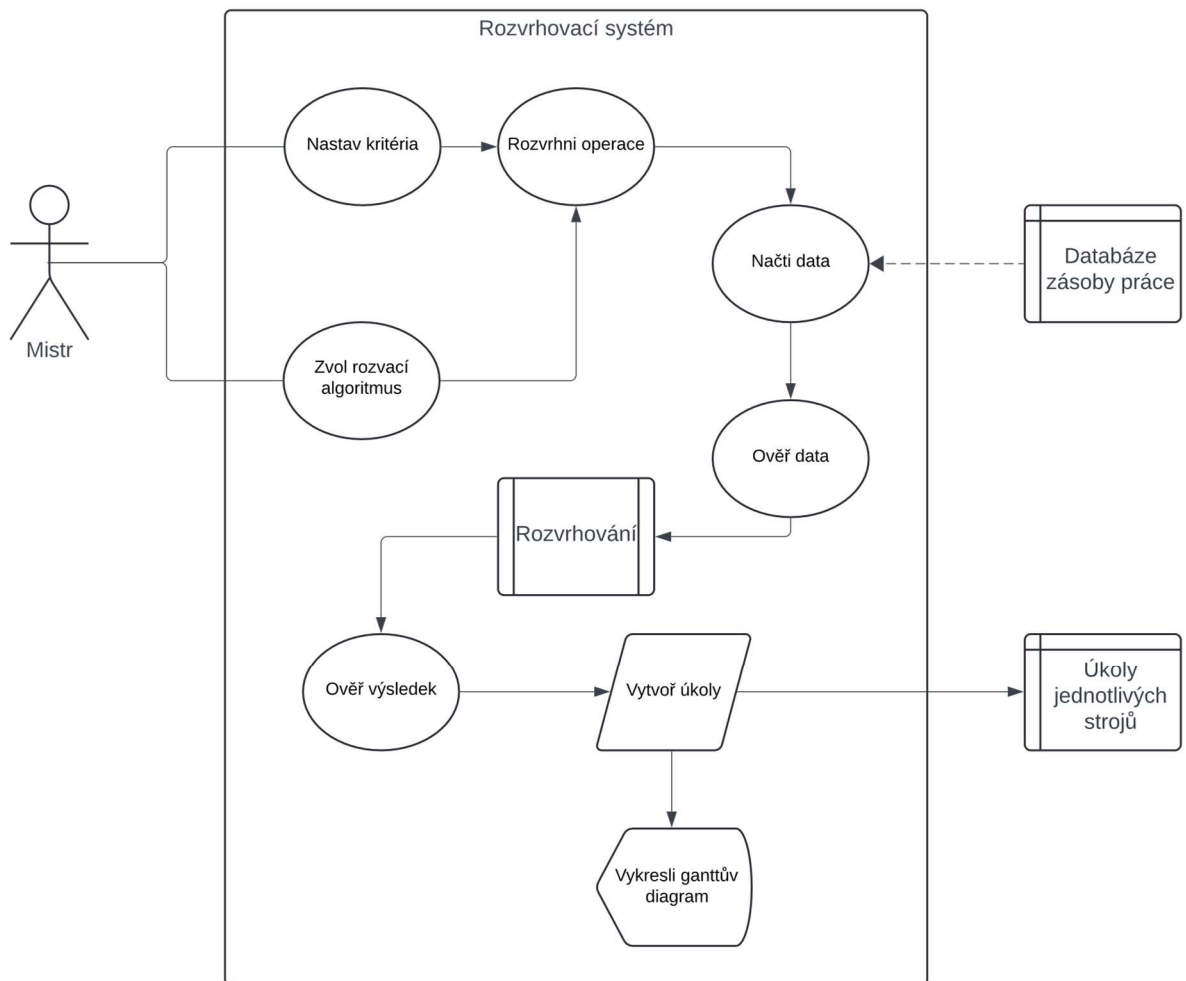 Rozvrhovací systém
Nastav kritéria
Rozvrhni operace
Načti data
Databáze
zásoby práce
Mistr
Zvol rozvací
algoritmus
Ověř data
Rozvrhování
Ověř výsledek
Vytvoř úkoly
Úkoly
jednotlivých
strojů
Vykresli ganttův
diagram